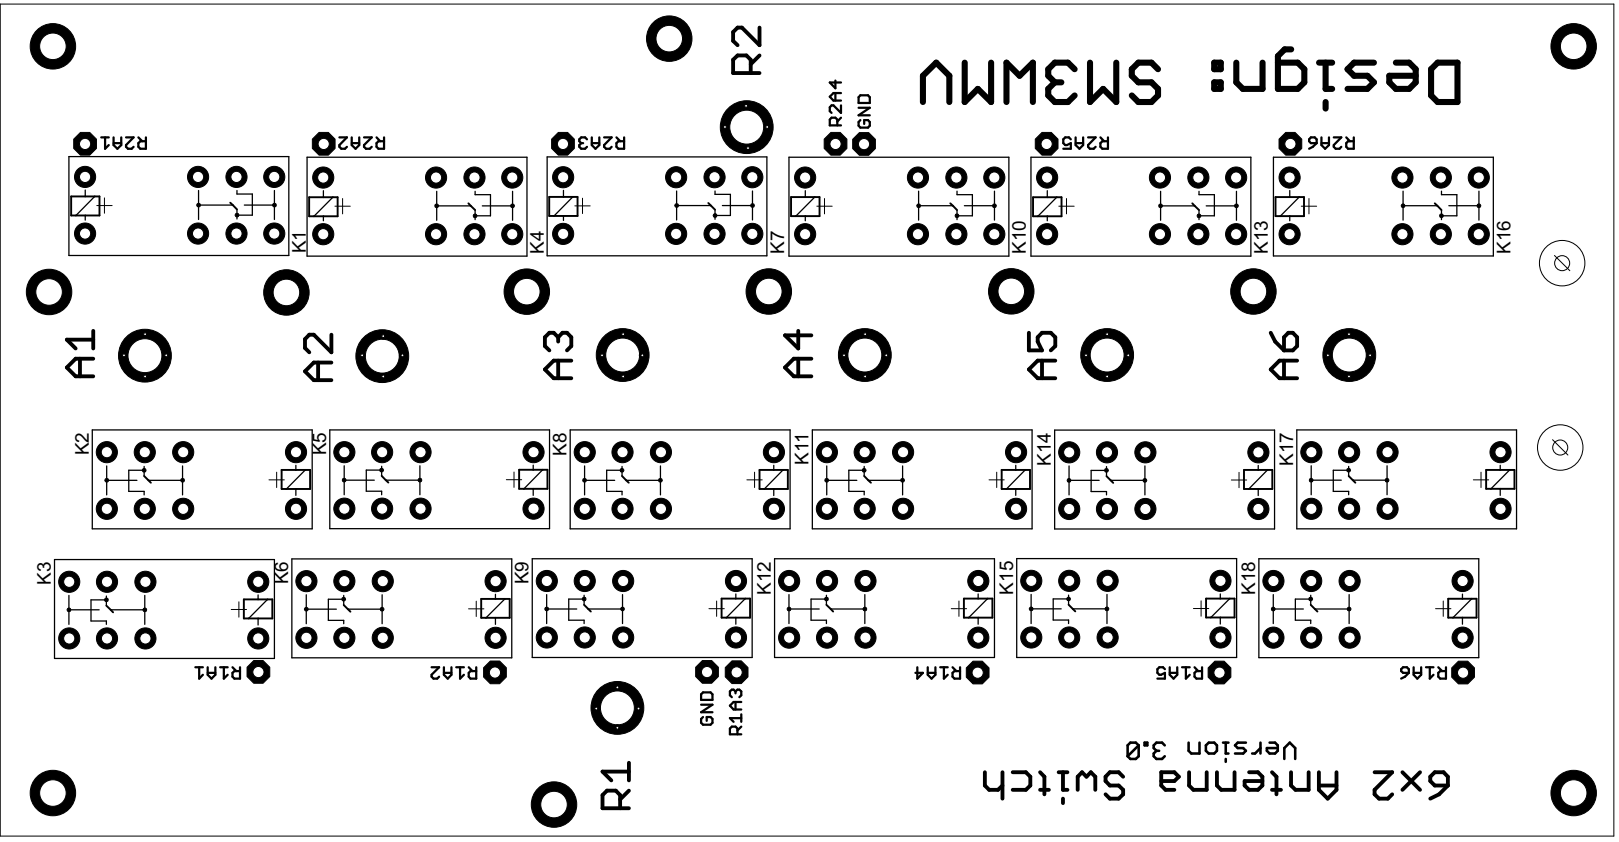 R2
Design: SM3WMV
R2A4
GND
R2A1
R2A2
R2A3
R2A5
R2A6
K1
K4
K7
K10
K13
K16
A1
A2
A3
A4
A5
A6
K2
K5
K8
K11
K14
K17
K3
K6
K9
K12
K15
K18
R1A1
R1A2
GND
R1A3
R1A4
R1A5
R1A6
R1
Version 3.0
6x2 Antenna Switch